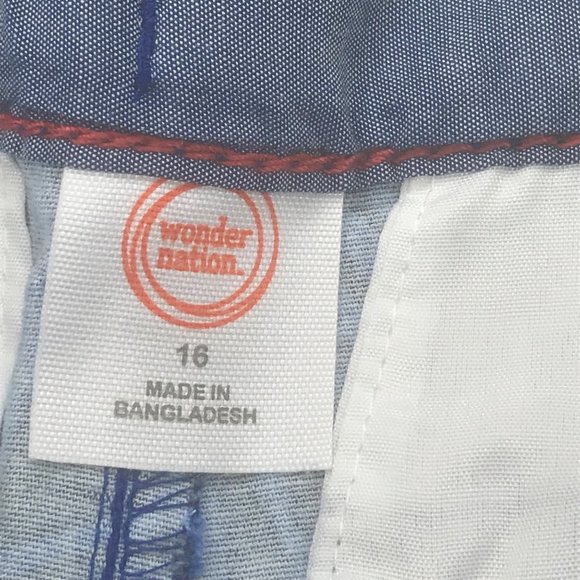 wonder
nation.
16
MADE IN
BANGLADESH